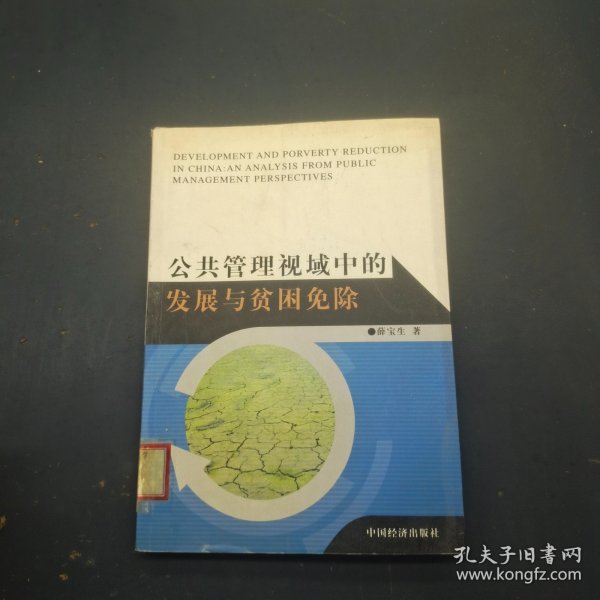 DEVELOPMENT AND PORVERTY REDUCTION
IN CHINA:AN ANALYSIS FROM PUBLIC
MANAGEMENT PERSPECTIVES
公共管理视域中的
发展与贫困免除
●薛宝生 著
中国经济出版社
孔夫子旧书网
www.kongfz.com